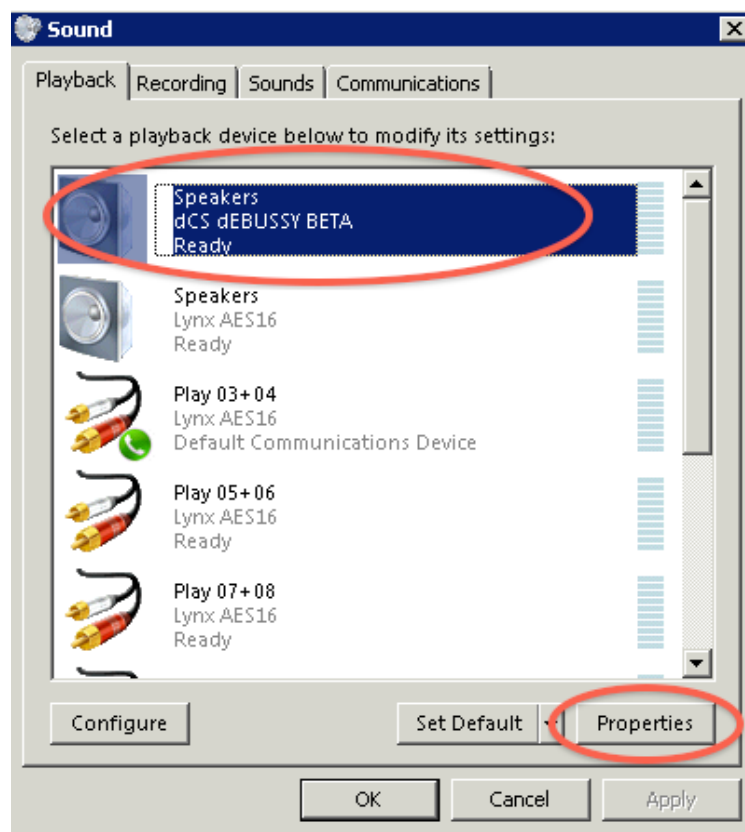 Sound
Playback Recording Sounds Communications
Select a playback device below to modify its settings:
Speakers
dCS dEBUSSY BETA
Ready
Speakers
Lynx AES16
Ready
Play 03+04
Lynx AES16
Default Communications Device
Play 05+06
Lynx AES16
Ready
Play 07+08
Lynx AES16
Ready
Configure Set Default Properties
OK Cancel Apply